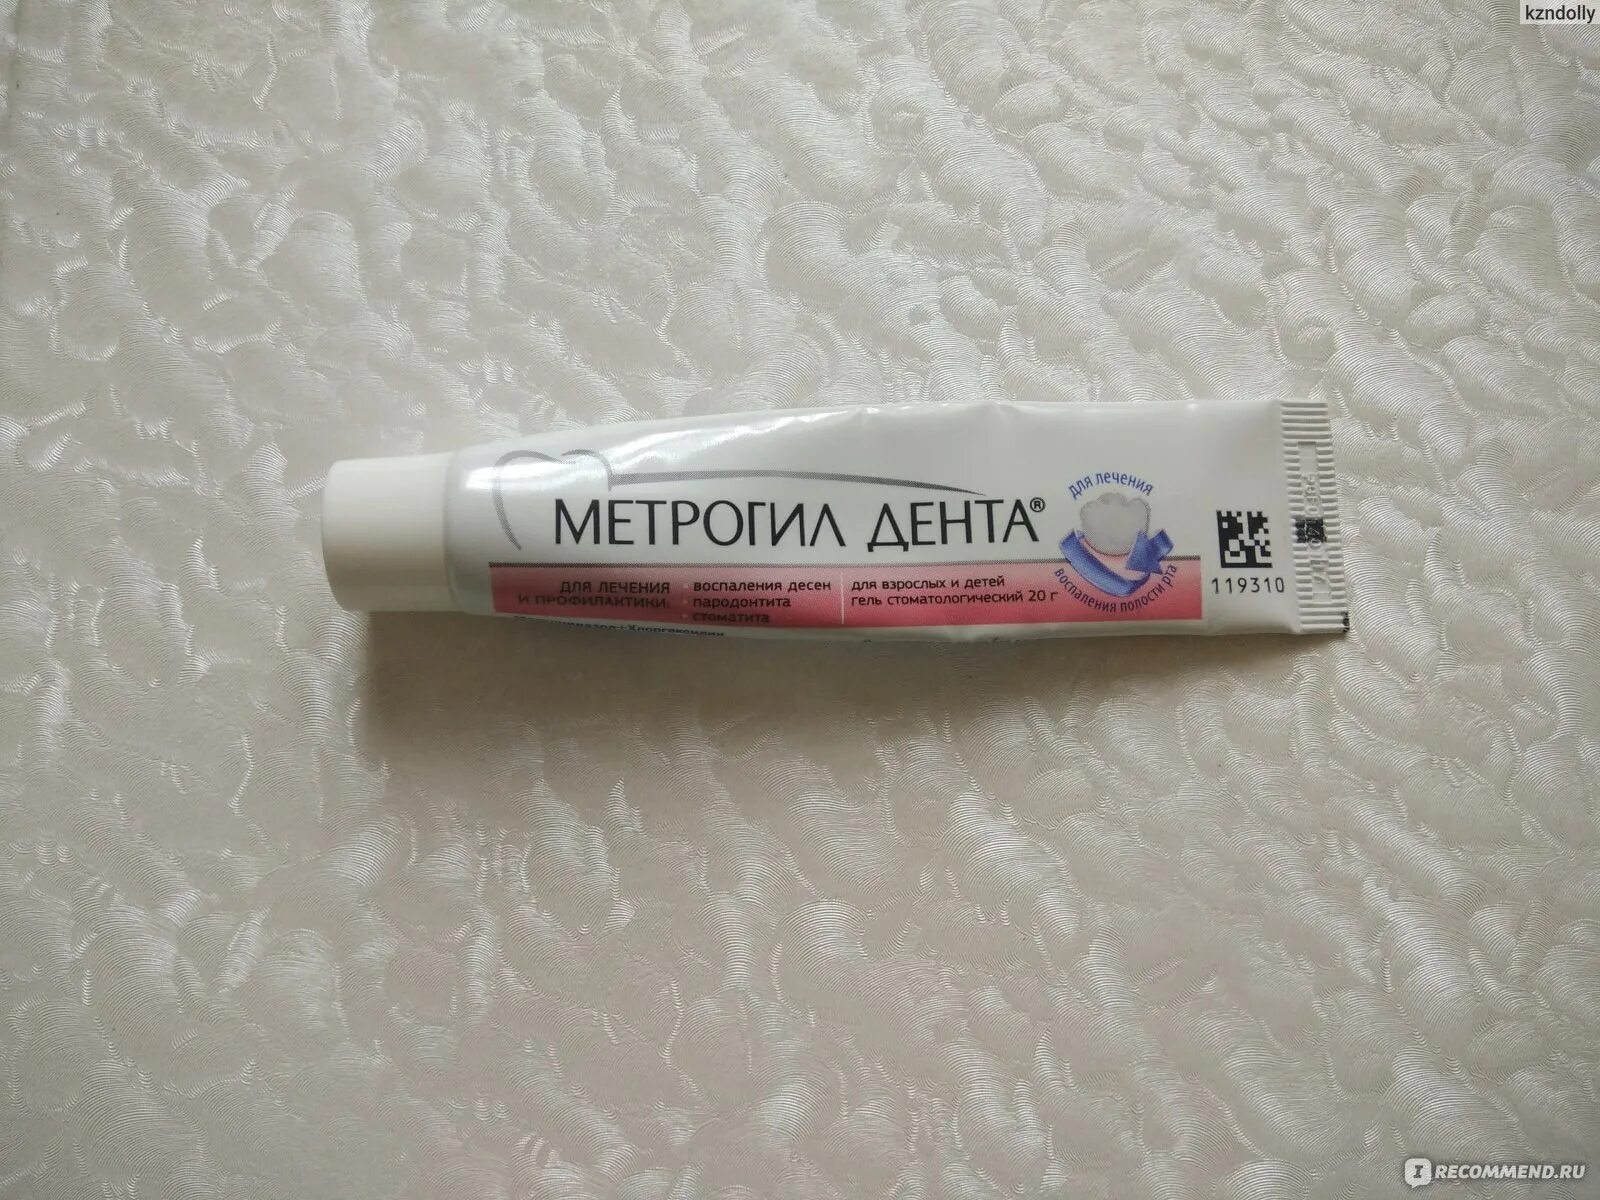 kzndolly
МЕТРОГИЛ ДЕНТА®
ДЛЯ ЛЕЧЕНИЯ
И ПРОФИЛАКТИКИ:
воспаления десен
пародонтита
стоматита
для взрослых и детей
гель стоматологический 20 г
для лечения
воспаления полости рта
119310
RECOMMEND.RU